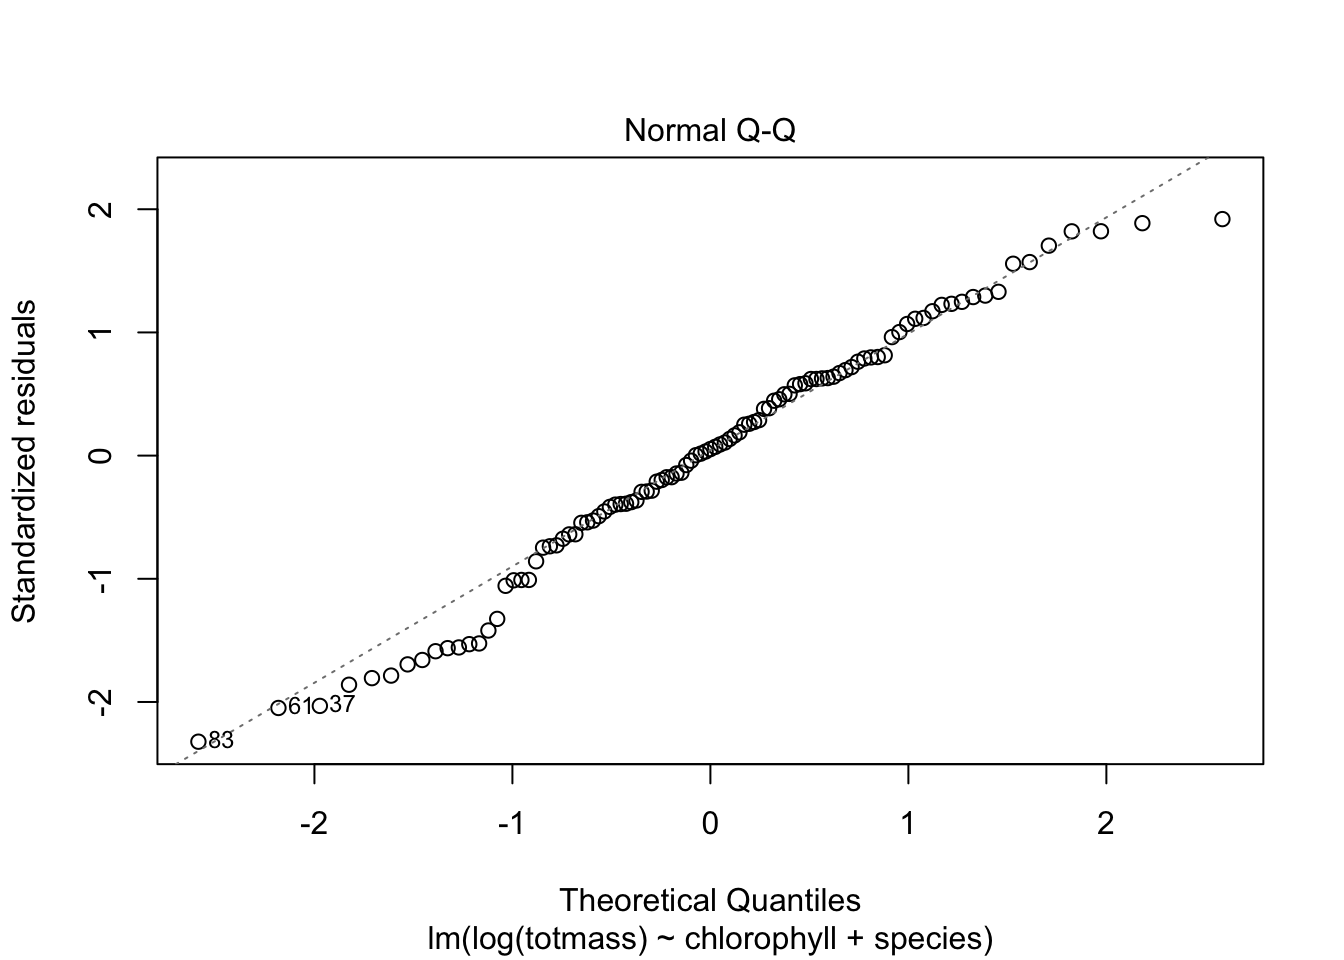 Normal Q-Q
Standardized residuals
2
1
0
-1
-2
61
37
83
-2 -1 0 1 2
Theoretical Quantiles
lm(log(totmass) ~ chlorophyll + species)